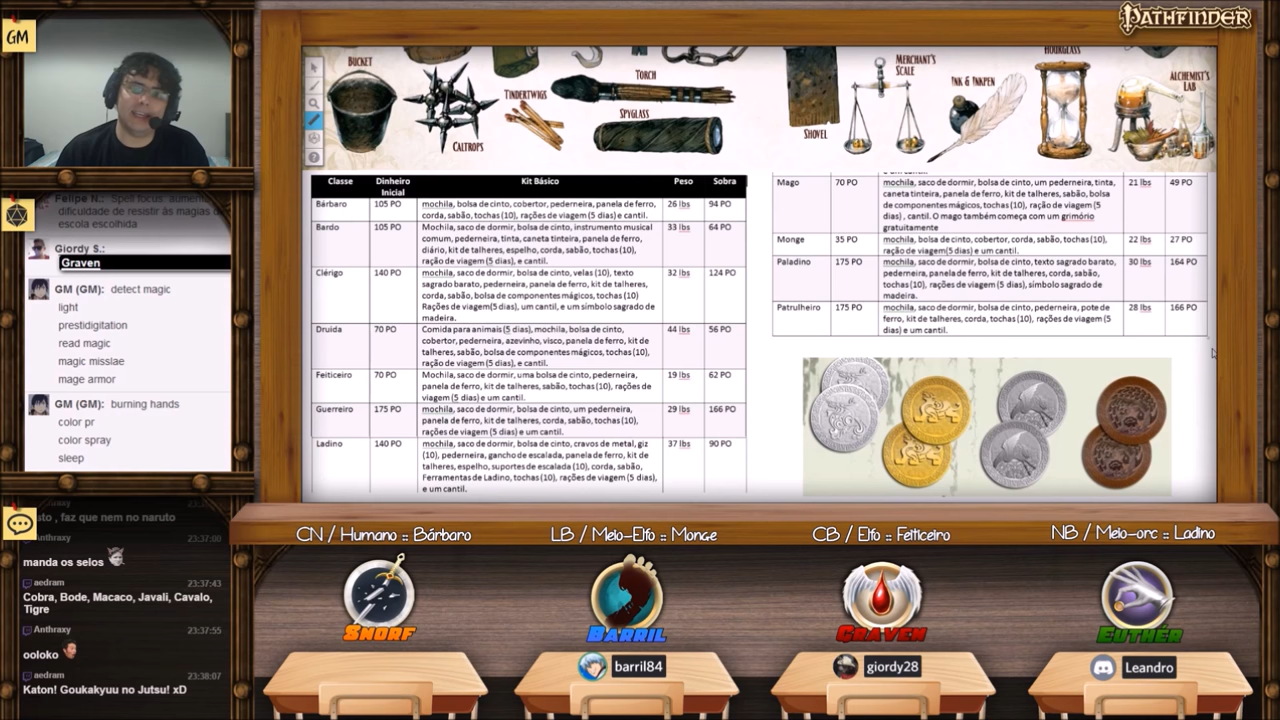 GM
PATHFINDER
BUCKET
CALTROPS
TINDERTWIGS
TORCH
SPYGLASS
SHOVEL
MERCHANT'S
SCALE
INK & INKPEN
HOURGLASS
ALCHEMIST'S
LAB
Felipe N.: Spell focus: aumenta
dificuldade de resistir às magias da
escola escolhida
Giordy S.:
Graven
GM (GM): detect magic
light
prestidigitation
read magic
magic misslae
mage armor
GM (GM): burning hands
color pr
color spray
sleep
Classe Dinheiro Inicial Kit Básico Peso Sobra
Bárbaro 105 PO mochila, saco de dormir, bolsa de cinto, cobertor, pederneira, panela de ferro, 26 lbs 94 PO
corda, sabão, tochas (10), rações de viagem (5 dias) e cantil.
Bardo 105 PO Mochila, saco de dormir, bolsa de cinto, instrumento musical 33 lbs 64 PO
comum, pederneira, tinta, caneta tinteira, panela de ferro,
diário, kit de talheres, espelho, corda, sabão, tochas (10),
ração de viagem (5 dias), e cantil.
Clérigo 140 PO mochila, saco de dormir, bolsa de cinto, velas (10), texto 32 lbs 124 PO
sagrado barato, pederneira, panela de ferro, kit de talheres,
corda, sabão, bolsa de componentes mágicos, tochas (10)
Rações de viagem(5 dias), um cantil, e um símbolo sagrado de
madeira.
Druida 70 PO Comida para animais (5 dias), mochila, bolsa de cinto, 44 lbs 56 PO
cobertor, pederneira, azevinho, visco, panela de ferro, kit de
talheres, sabão, bolsa de componentes mágicos, tochas (10),
ração de viagem (5 dias), e cantil.
Feiticeiro 70 PO Mochila, saco de dormir, uma bolsa de cinto, pederneira, 19 lbs 62 PO
panela de ferro, kit de talheres, sabão, tochas (10), rações de
viagem (5 dias) e um cantil.
Guerreiro 175 PO mochila, saco de dormir, bolsa de cinto, um pederneira, 29 lbs 166 PO
panela de ferro, kit de talheres, corda, sabão, tochas (10),
rações de viagem (5 dias) e um cantil.
Ladino 140 PO mochila, saco de dormir, bolsa de cinto, cravos de metal, giz 37 lbs 90 PO
(10), pederneira, gancho de escalada, panela de ferro, kit de
talheres, espelho, suportes de escalada (10), corda, sabão,
Ferramentas de Ladino, tochas (10), rações de viagem (5 dias),
e um cantil.
Mago 70 PO mochila, saco de dormir, bolsa de cinto, um pederneira, tinta, 21 lbs 49 PO
caneta tinteira, panela de ferro, kit de talheres, sabão, bolsa
de componentes mágicos, tochas (10), ração de viagem (5
dias) , cantil. O mago também começa com um grimório
gratuitamente
Monge 35 PO mochila, bolsa de cinto, cobertor, corda, sabão, tochas (10), 22 lbs 27 PO
ração de viagem(5 dias)e um cantil.
Paladino 175 PO mochila, saco de dormir, bolsa de cinto, texto sagrado barato, 30 lbs 164 PO
pederneira, panela de ferro, kit de talheres, corda, sabão,
tochas (10), rações de viagem (5 dias), símbolo sagrado de
madeira.
Patrulheiro 175 PO mochila, saco de dormir, bolsa de cinto, pederneira, pote de 28 lbs 166 PO
ferro, kit de talheres, corda, tochas (10), ração de viagem (5
dias) e um cantil.
, faz que nem no naruto
Anthraxy 23:37:00
manda os selos
aedram 23:37:43
Cobra, Bode, Macaco, Javali, Cavalo,
Tigre
Anthraxy 23:37:55
ooloko
aedram 23:38:07
Katon! Goukakyuu no Jutsu! xD
CN / Humano :: Bárbaro
LB / Meio-Elfo :: Monge
CB / Elfo :: Feiticeiro
NB / Meio-orc :: Ladino
SNORF
BARRIL
GRAVEN
EUTHÉR
barril84
giordy28
Leandro